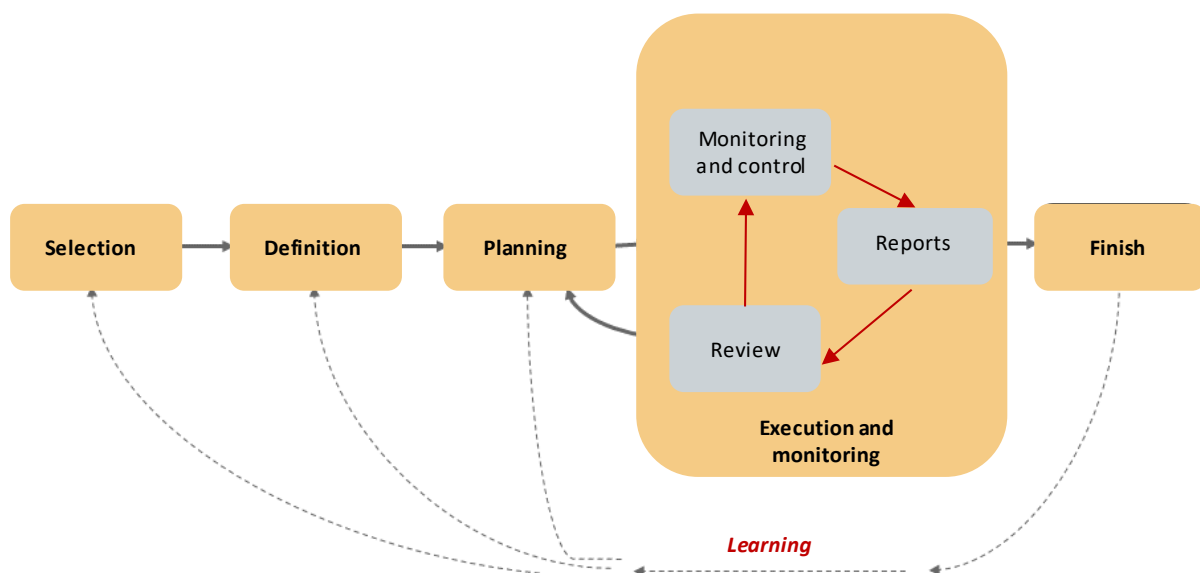 Monitoring
and control
Selection
Definition
Planning
Reports
Finish
Review
Execution and
monitoring
Learning